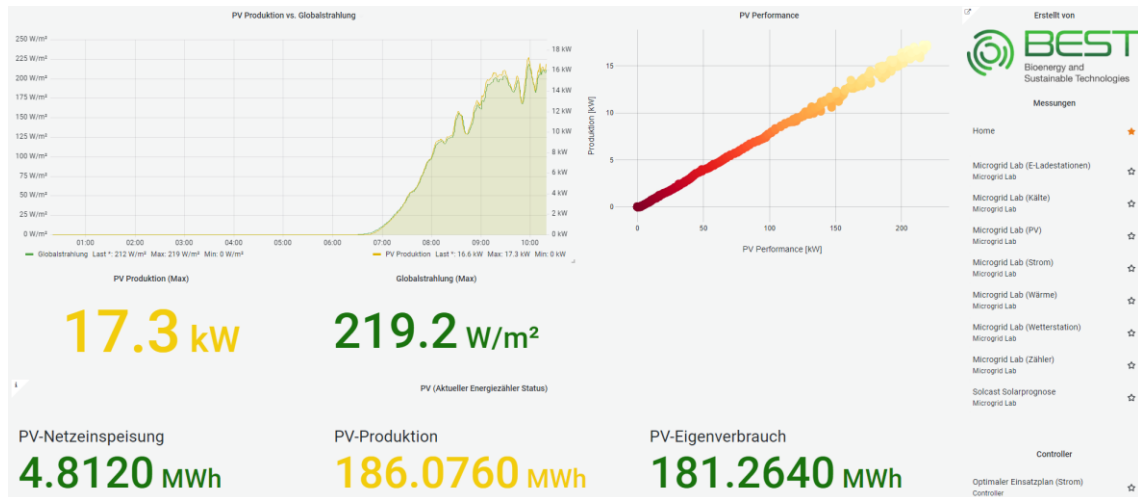 PV Produktion vs. Globalstrahlung
250 W/m²
225 W/m²
200 W/m²
175 W/m²
150 W/m²
125 W/m²
100 W/m²
75 W/m²
50 W/m²
25 W/m²
0 W/m²
18 kW
16 kW
14 kW
12 kW
10 kW
8 kW
6 kW
4 kW
2 kW
0 kW
01:00 02:00 03:00 04:00 05:00 06:00 07:00 08:00 09:00 10:00
Globalstrahlung Last *: 212 W/m² Max: 219 W/m² Min: 0 W/m²
PV Produktion Last *: 16.6 kW Max: 17.3 kW Min: 0 kW
PV Performance
Produktion [kW]
15
10
5
0
0 50 100 150 200
PV Performance [kW]
PV Produktion (Max)
17.3 kW
Globalstrahlung (Max)
219.2 W/m²
PV (Aktueller Energiezähler Status)
PV-Netzeinspeisung
4.8120 MWh
PV-Produktion
186.0760 MWh
PV-Eigenverbrauch
181.2640 MWh
Erstellt von
BEST
Bioenergy and
Sustainable Technologies
Messungen
Home
Microgrid Lab (E-Ladestationen)
Microgrid Lab
Microgrid Lab (Kälte)
Microgrid Lab
Microgrid Lab (PV)
Microgrid Lab
Microgrid Lab (Strom)
Microgrid Lab
Microgrid Lab (Wärme)
Microgrid Lab
Microgrid Lab (Wetterstation)
Microgrid Lab
Microgrid Lab (Zähler)
Microgrid Lab
Solcast Solarprognose
Microgrid Lab
Controller
Optimaler Einsatzplan (Strom)
Controller